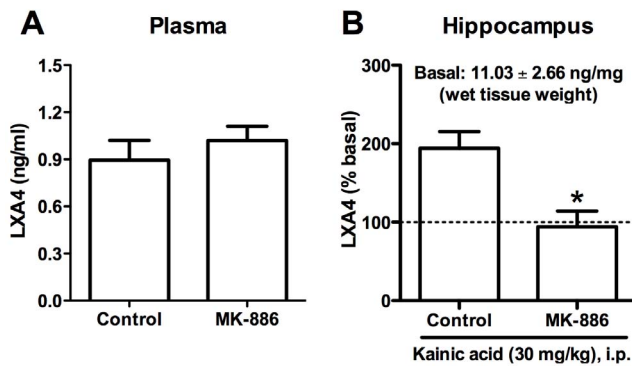 A
Plasma
LXA4 (ng/ml)
1.5
1.2
0.9
0.6
0.3
0.0
Control
MK-886
B
Hippocampus
Basal: 11.03 ± 2.66 ng/mg
(wet tissue weight)
LXA4 (% basal)
300
200
100
0
*
Control
MK-886
Kainic acid (30 mg/kg), i.p.